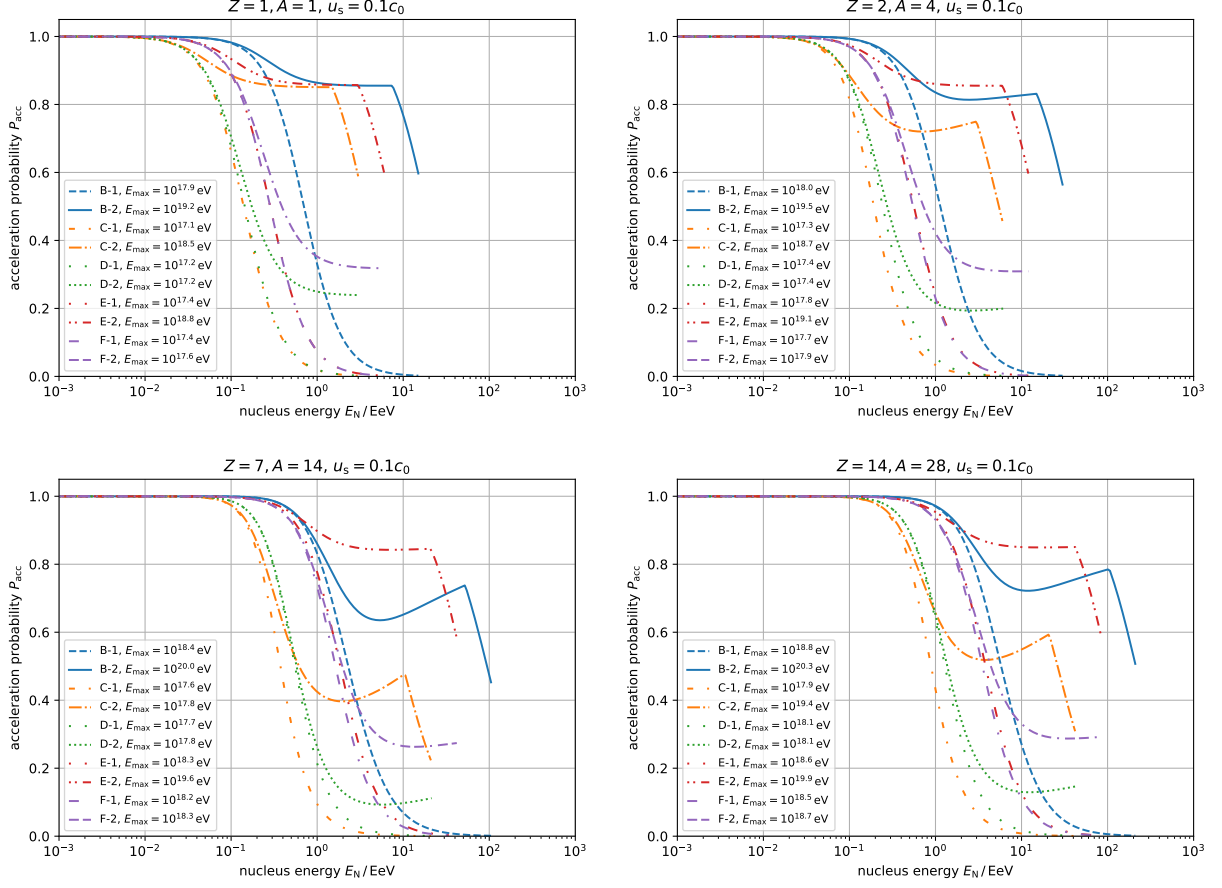 Z = 1, A = 1, u_s = 0.1c_0
acceleration probability P_acc
1.0
0.8
0.6
0.4
0.2
0.0
B-1, E_max = 10^17.9 eV
B-2, E_max = 10^19.2 eV
C-1, E_max = 10^17.1 eV
C-2, E_max = 10^18.5 eV
D-1, E_max = 10^17.2 eV
D-2, E_max = 10^17.2 eV
E-1, E_max = 10^17.4 eV
E-2, E_max = 10^18.8 eV
F-1, E_max = 10^17.4 eV
F-2, E_max = 10^17.6 eV
10^−3 10^−2 10^−1 10^0 10^1 10^2 10^3
nucleus energy E_N / EeV
Z = 2, A = 4, u_s = 0.1c_0
acceleration probability P_acc
1.0
0.8
0.6
0.4
0.2
0.0
B-1, E_max = 10^18.0 eV
B-2, E_max = 10^19.5 eV
C-1, E_max = 10^17.3 eV
C-2, E_max = 10^18.7 eV
D-1, E_max = 10^17.4 eV
D-2, E_max = 10^17.4 eV
E-1, E_max = 10^17.8 eV
E-2, E_max = 10^19.1 eV
F-1, E_max = 10^17.7 eV
F-2, E_max = 10^17.9 eV
10^−3 10^−2 10^−1 10^0 10^1 10^2 10^3
nucleus energy E_N / EeV
Z = 7, A = 14, u_s = 0.1c_0
acceleration probability P_acc
1.0
0.8
0.6
0.4
0.2
0.0
B-1, E_max = 10^18.4 eV
B-2, E_max = 10^20.0 eV
C-1, E_max = 10^17.6 eV
C-2, E_max = 10^17.8 eV
D-1, E_max = 10^17.7 eV
D-2, E_max = 10^17.8 eV
E-1, E_max = 10^18.3 eV
E-2, E_max = 10^19.6 eV
F-1, E_max = 10^18.2 eV
F-2, E_max = 10^18.3 eV
10^−3 10^−2 10^−1 10^0 10^1 10^2 10^3
nucleus energy E_N / EeV
Z = 14, A = 28, u_s = 0.1c_0
acceleration probability P_acc
1.0
0.8
0.6
0.4
0.2
0.0
B-1, E_max = 10^18.8 eV
B-2, E_max = 10^20.3 eV
C-1, E_max = 10^17.9 eV
C-2, E_max = 10^19.4 eV
D-1, E_max = 10^18.1 eV
D-2, E_max = 10^18.1 eV
E-1, E_max = 10^18.6 eV
E-2, E_max = 10^19.9 eV
F-1, E_max = 10^18.5 eV
F-2, E_max = 10^18.7 eV
10^−3 10^−2 10^−1 10^0 10^1 10^2 10^3
nucleus energy E_N / EeV